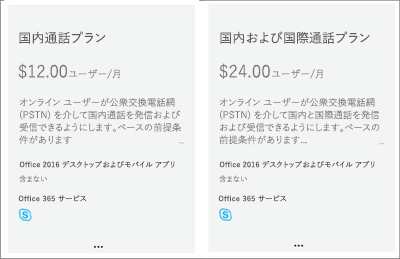 国内通話プラン
$12.00ユーザー/月
オンライン ユーザーが公衆交換電話網
(PSTN) を介して国内通話を発信および
受信できるようにします。ベースの前提条
件があります ...
Office 2016 デスクトップおよびモバイル アプリ
含まない
Office 365 サービス
...
国内および国際通話プラン
$24.00ユーザー/月
オンライン ユーザーが公衆交換電話網
(PSTN) を介して国内と国際通話を発信
および受信できるようにします。ベースの
前提条件があります... ...
Office 2016 デスクトップおよびモバイル アプリ
含まない
Office 365 サービス
...